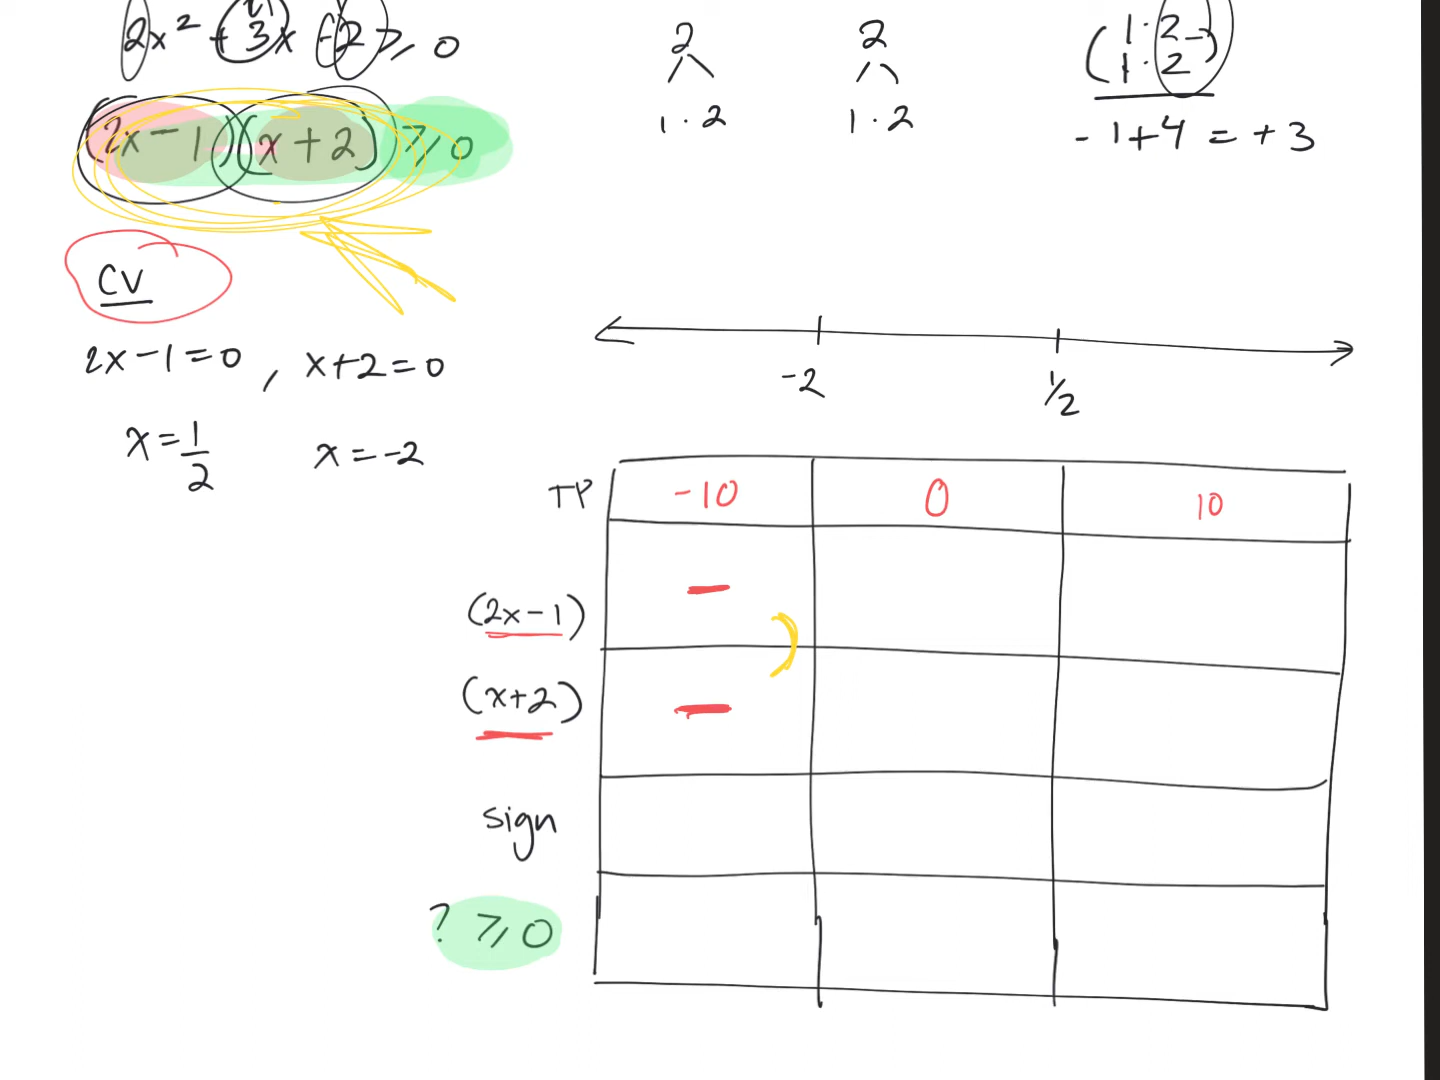 2x² + 3x - 2 ≥ 0
(2x - 1)(x + 2) ≥ 0
2
1 · 2
2
1 · 2
(1 · 2 -
1 · 2)
- 1 + 4 = + 3
CV
2x - 1 = 0 , x + 2 = 0
x = 1/2 x = -2
-2 1/2
TP -10 0 10
(2x - 1) -
(x + 2) -
sign
? ≥ 0